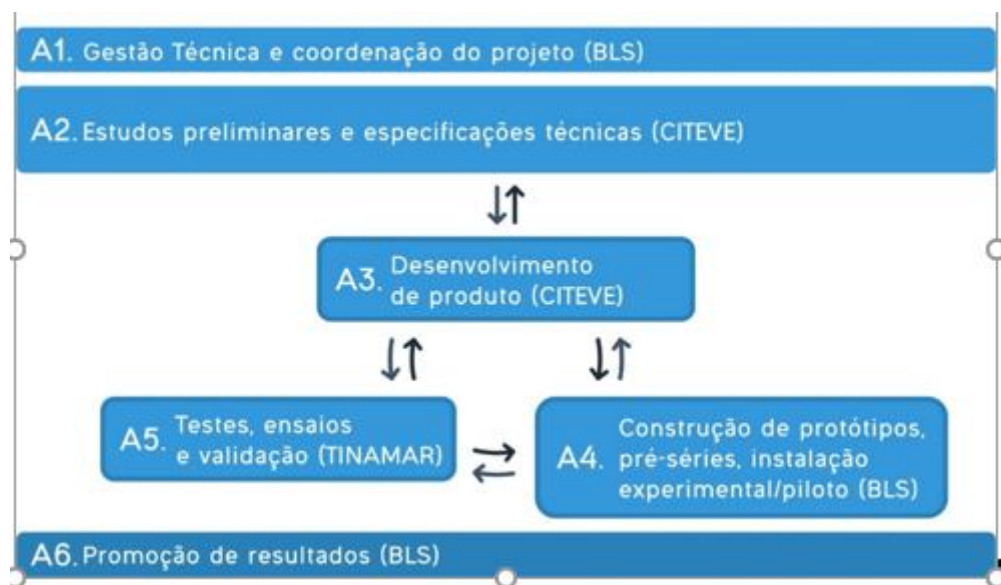 A1. Gestão Técnica e coordenação do projeto (BLS)
A2. Estudos preliminares e especificações técnicas (CITEVE)
A3. Desenvolvimento
de produto (CITEVE)
A5. Testes, ensaios
e validação (TINAMAR)
A4. Construção de protótipos,
pré-séries, instalação
experimental/piloto (BLS)
A6. Promoção de resultados (BLS)